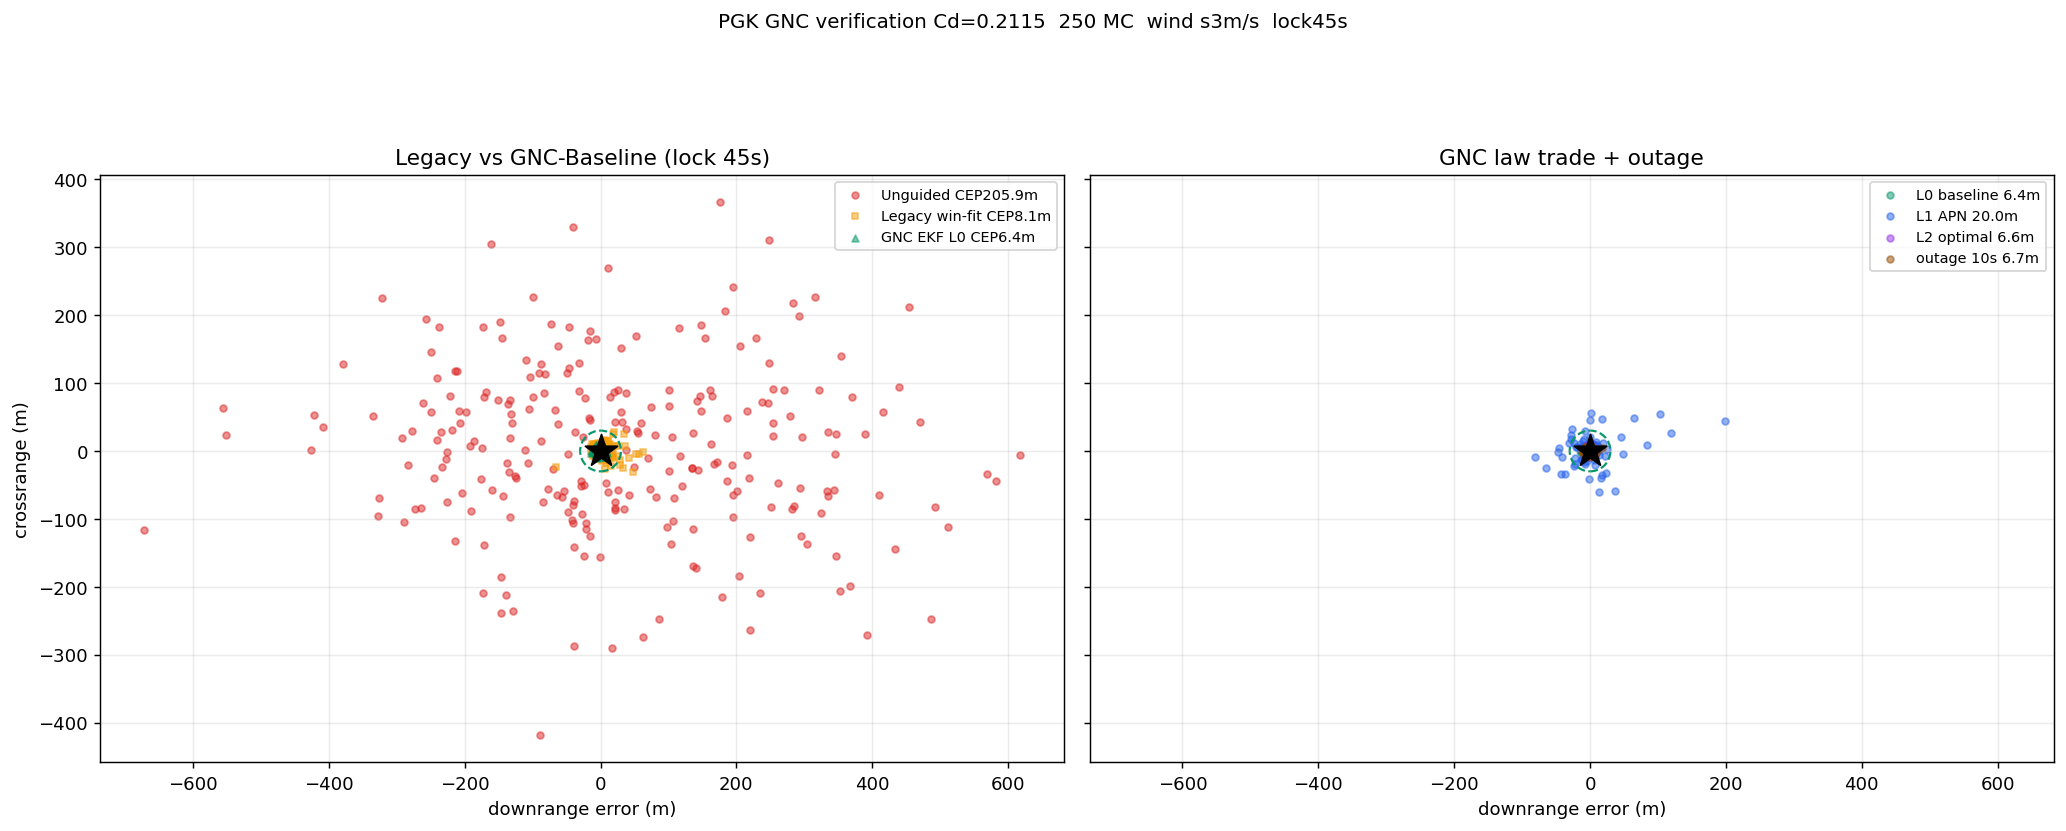 PGK GNC verification Cd=0.2115  250 MC  wind s3m/s  lock45s
Legacy vs GNC-Baseline (lock 45s)
Unguided CEP205.9m
Legacy win-fit CEP8.1m
GNC EKF L0 CEP6.4m
400
300
200
100
0
−100
−200
−300
−400
crossrange (m)
−600 −400 −200 0 200 400 600
downrange error (m)
GNC law trade + outage
L0 baseline 6.4m
L1 APN 20.0m
L2 optimal 6.6m
outage 10s 6.7m
−600 −400 −200 0 200 400 600
downrange error (m)